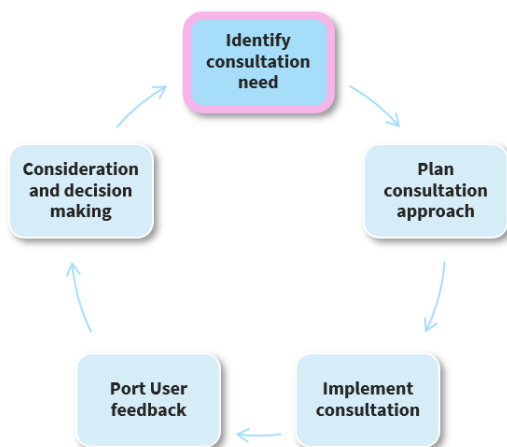 Identify
consultation
need
Plan
consultation
approach
Implement
consultation
Port User
feedback
Consideration
and decision
making